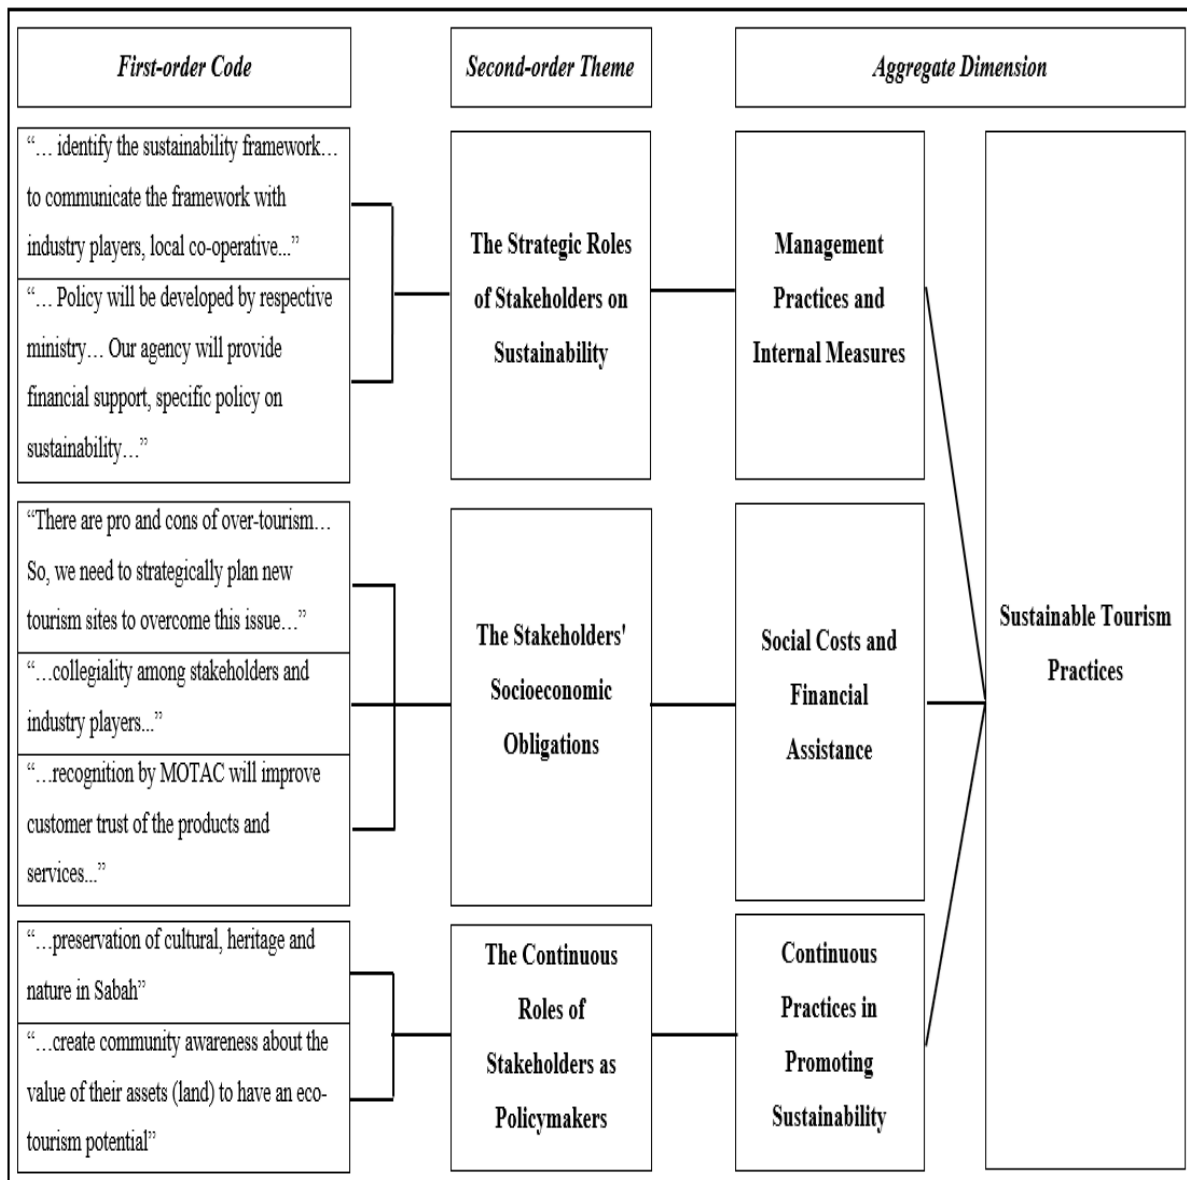 First-order Code
Second-order Theme
Aggregate Dimension
“… identify the sustainability framework…
to communicate the framework with
industry players, local co-operative...”
“… Policy will be developed by respective
ministry… Our agency will provide
financial support, specific policy on
sustainability…”
The Strategic Roles
of Stakeholders on
Sustainability
Management
Practices and
Internal Measures
“There are pro and cons of over-tourism…
So, we need to strategically plan new
tourism sites to overcome this issue…”
“…collegiality among stakeholders and
industry players...”
“…recognition by MOTAC will improve
customer trust of the products and
services...”
The Stakeholders'
Socioeconomic
Obligations
Social Costs and
Financial
Assistance
“…preservation of cultural, heritage and
nature in Sabah”
“…create community awareness about the
value of their assets (land) to have an eco-
tourism potential”
The Continuous
Roles of
Stakeholders as
Policymakers
Continuous
Practices in
Promoting
Sustainability
Sustainable Tourism
Practices